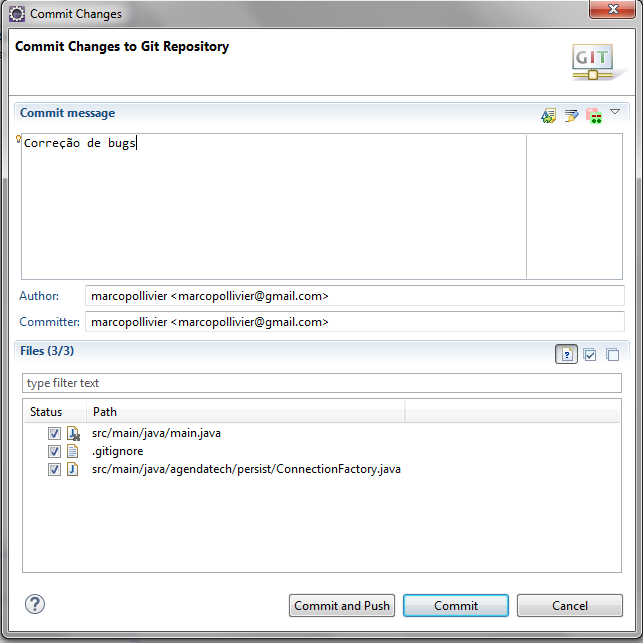 Commit Changes
Commit Changes to Git Repository
GIT
Commit message
Correção de bugs
Author: marcopollivier <marcopollivier@gmail.com>
Committer: marcopollivier <marcopollivier@gmail.com>
Files (3/3)
type filter text
Status Path
src/main/java/main.java
.gitignore
src/main/java/agendatech/persist/ConnectionFactory.java
Commit and Push Commit Cancel